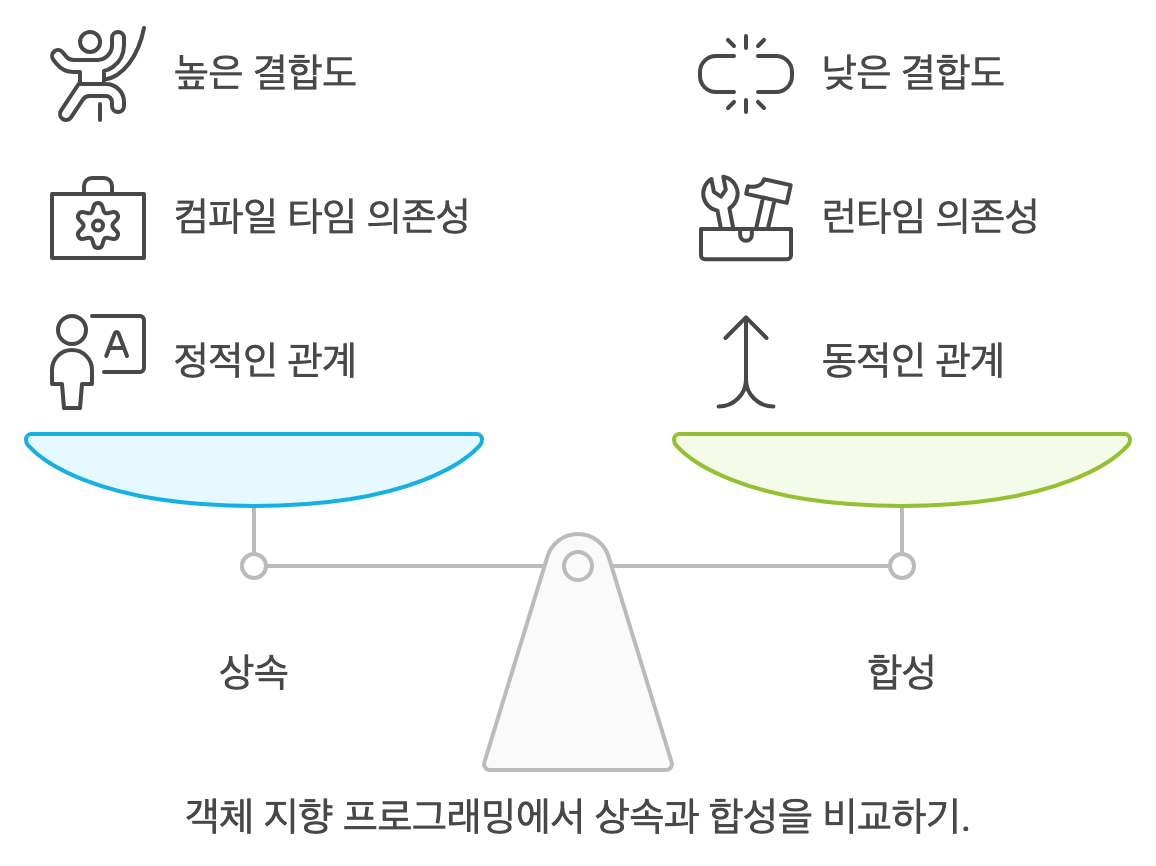 높은 결합도
낮은 결합도
컴파일 타임 의존성
런타임 의존성
A
정적인 관계
동적인 관계
상속
합성
객체 지향 프로그래밍에서 상속과 합성을 비교하기.